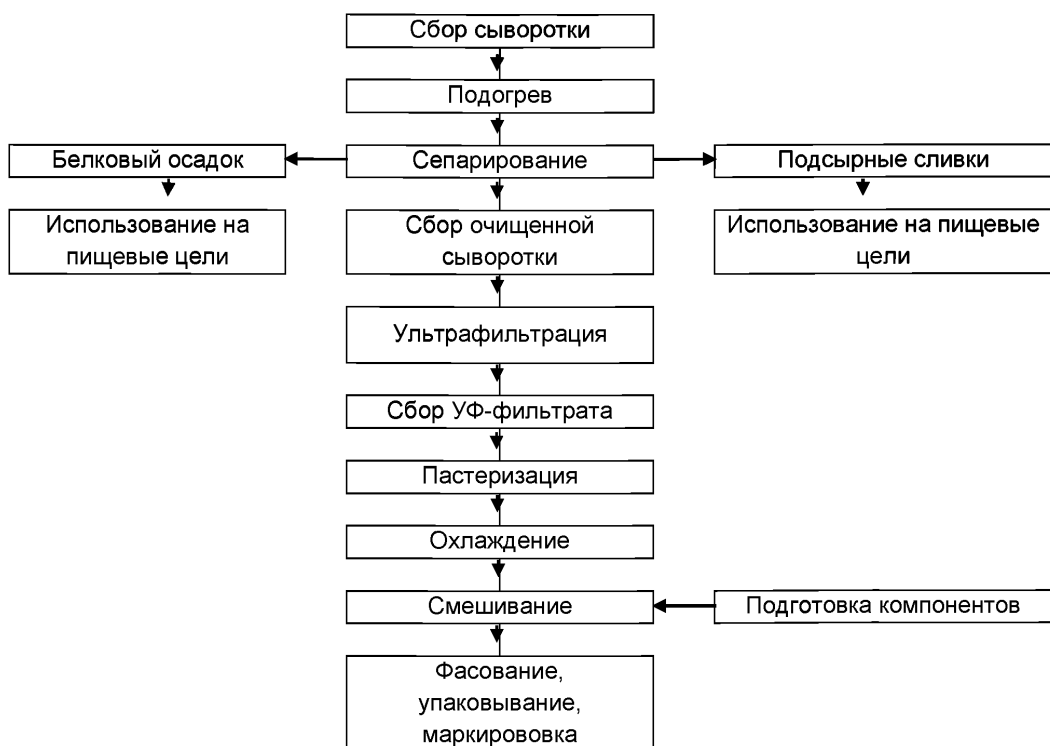 Сбор сыворотки
Подогрев
Белковый осадок
Сепарирование
Подсырные сливки
Использование на
пищевые цели
Сбор очищенной
сыворотки
Использование на пищевые
цели
Ультрафильтрация
Сбор УФ-фильтрата
Пастеризация
Охлаждение
Смешивание
Подготовка компонентов
Фасование,
упаковывание,
маркирововка